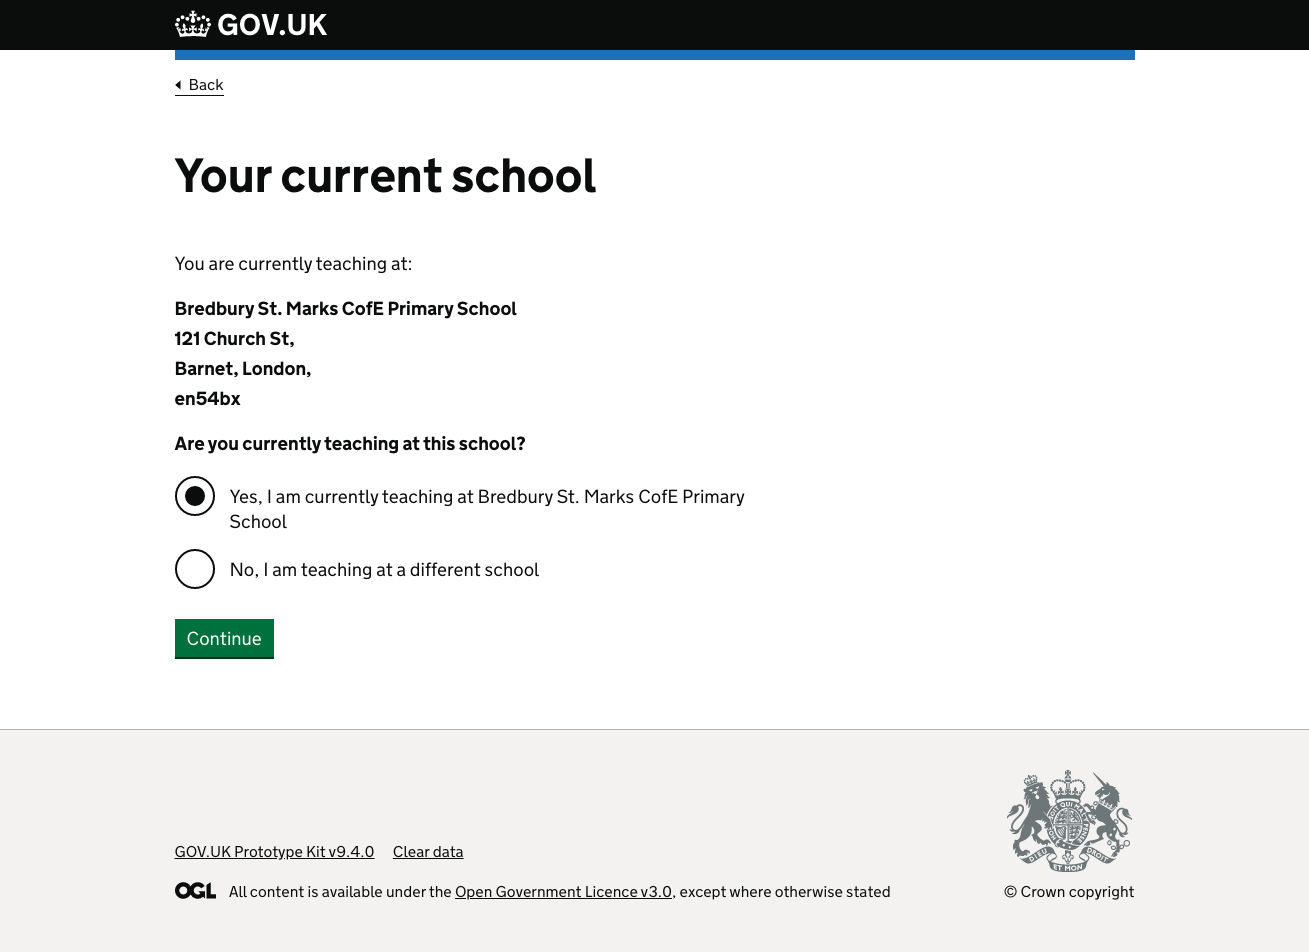 GOV.UK
Back
Your current school
You are currently teaching at:
Bredbury St. Marks CofE Primary School
121 Church St,
Barnet, London,
en54bx
Are you currently teaching at this school?
Yes, I am currently teaching at Bredbury St. Marks CofE Primary
School
No, I am teaching at a different school
Continue
GOV.UK Prototype Kit v9.4.0 Clear data
OGL All content is available under the Open Government Licence v3.0, except where otherwise stated
© Crown copyright